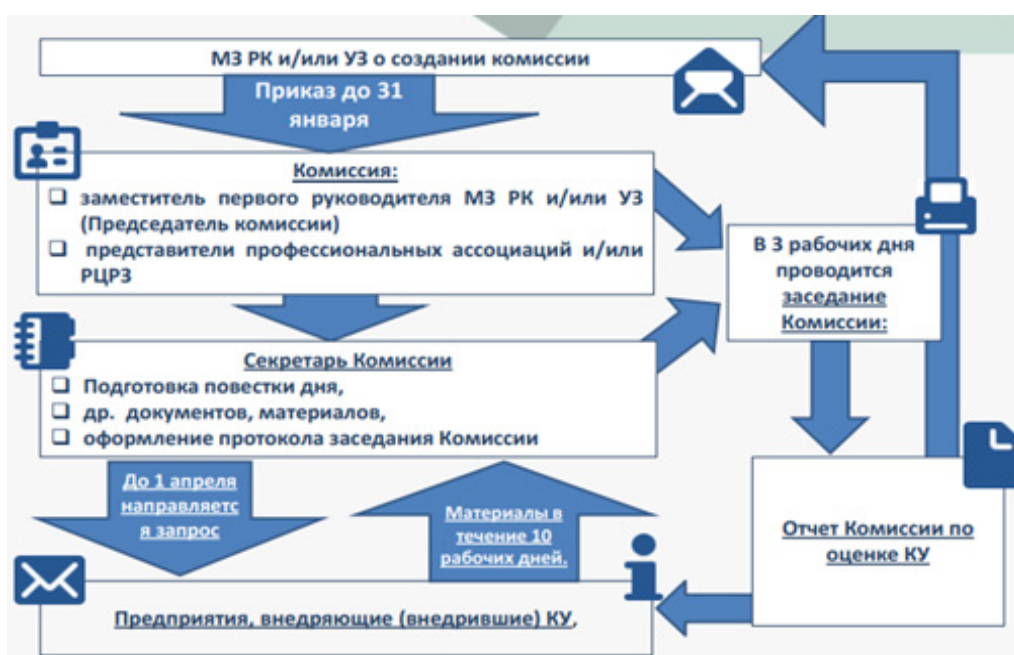 МЗ РК и/или УЗ о создании комиссии
Приказ до 31
января
Комиссия:
❑ заместитель первого руководителя МЗ РК и/или УЗ
(Председатель комиссии)
❑ представители профессиональных ассоциаций и/или
РЦРЗ
В 3 рабочих дня
проводится
заседание
Комиссии:
Секретарь Комиссии
❑ Подготовка повестки дня,
❑ др. документов, материалов,
❑ оформление протокола заседания Комиссии
До 1 апреля
направляетс
я запрос
Материалы в
течение 10
рабочих дней.
Отчет Комиссии по
оценке КУ
Предприятия, внедряющие (внедрившие) КУ,